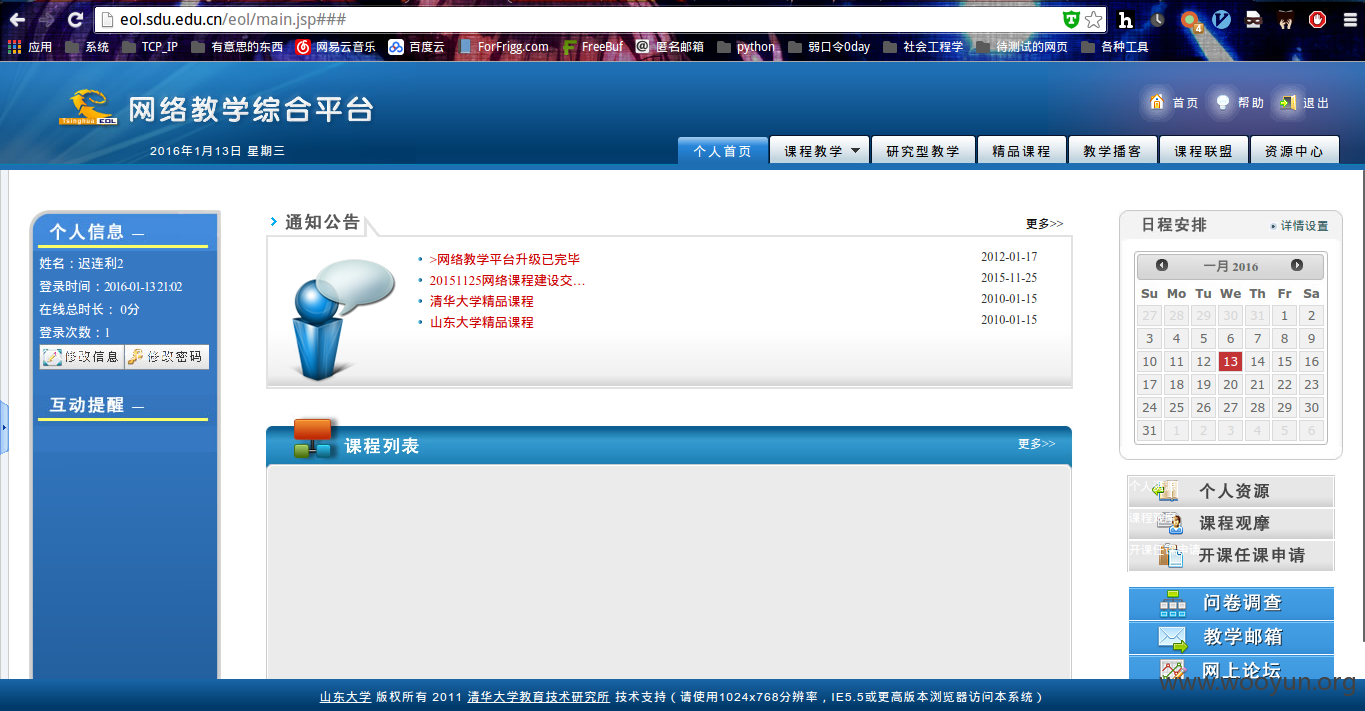 eol.sdu.edu.cn/eol/main.jsp###
应用 系统 TCP_IP 有意思的东西 网易云音乐 百度云 ForFrigg.com FreeBuf 匿名邮箱 python 弱口令0day 社会工程学 待测试的网页 各种工具
Tsinghua EOL 网络教学综合平台
首页 帮助 退出
2016年1月13日 星期三
个人首页 课程教学 研究型教学 精品课程 教学播客 课程联盟 资源中心
个人信息 —
姓名：迟连利2
登录时间：2016-01-13 21:02
在线总时长： 0分
登录次数：1
修改信息 修改密码
互动提醒 —
通知公告 更多>>
>网络教学平台升级已完毕 2012-01-17
20151125网络课程建设交... 2015-11-25
清华大学精品课程 2010-01-15
山东大学精品课程 2010-01-15
课程列表 更多>>
日程安排 详情设置
一月 2016
Su Mo Tu We Th Fr Sa
27 28 29 30 31 1 2
3 4 5 6 7 8 9
10 11 12 13 14 15 16
17 18 19 20 21 22 23
24 25 26 27 28 29 30
31 1 2 3 4 5 6
个人资源
课程观摩
开课任课申请
问卷调查
教学邮箱
网上论坛
山东大学 版权所有 2011 清华大学教育技术研究所 技术支持（请使用1024x768分辨率，IE5.5或更高版本浏览器访问本系统）
www.wooyun.org